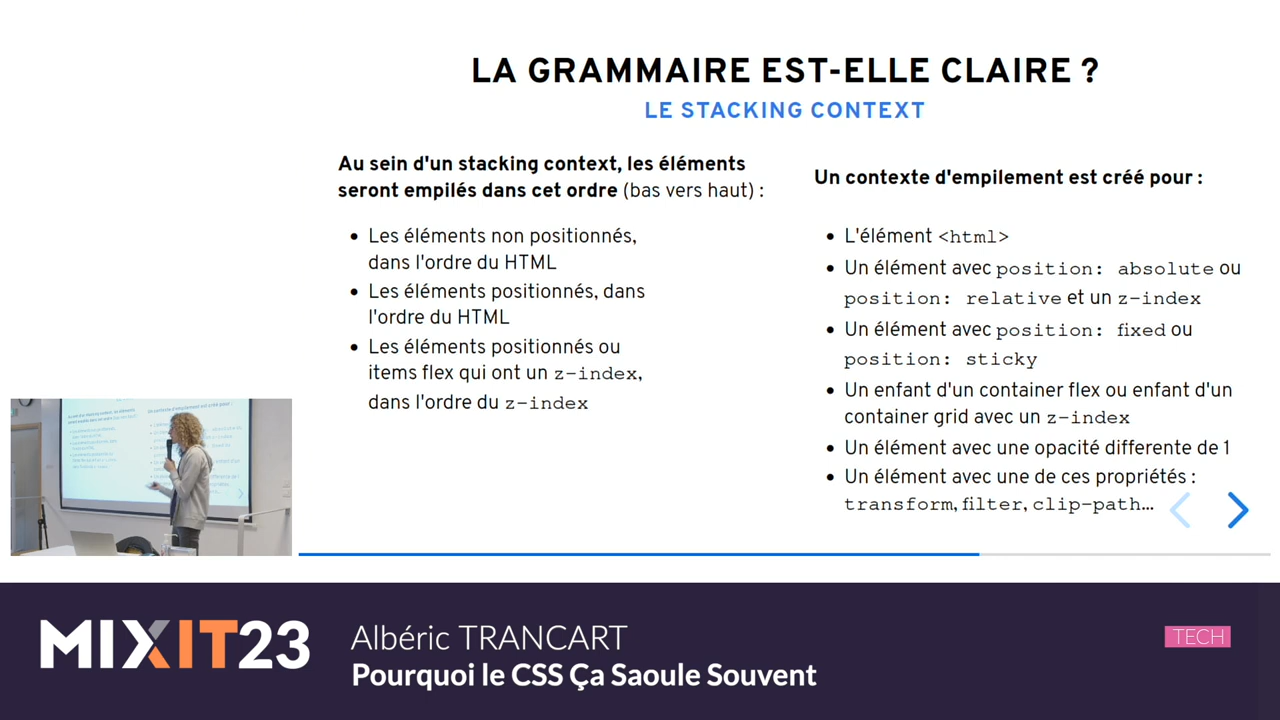 LA GRAMMAIRE EST-ELLE CLAIRE ?
LE STACKING CONTEXT
Au sein d'un stacking context, les éléments
seront empilés dans cet ordre (bas vers haut) :
• Les éléments non positionnés,
dans l'ordre du HTML
• Les éléments positionnés, dans
l'ordre du HTML
• Les éléments positionnés ou
items flex qui ont un z-index,
dans l'ordre du z-index
Un contexte d'empilement est créé pour :
• L'élément <html>
• Un élément avec position: absolute ou
position: relative et un z-index
• Un élément avec position: fixed ou
position: sticky
• Un enfant d'un container flex ou enfant d'un
container grid avec un z-index
• Un élément avec une opacité differente de 1
• Un élément avec une de ces propriétés :
transform, filter, clip-path...
MIXIT23
Albéric TRANCART
Pourquoi le CSS Ça Saoule Souvent
TECH